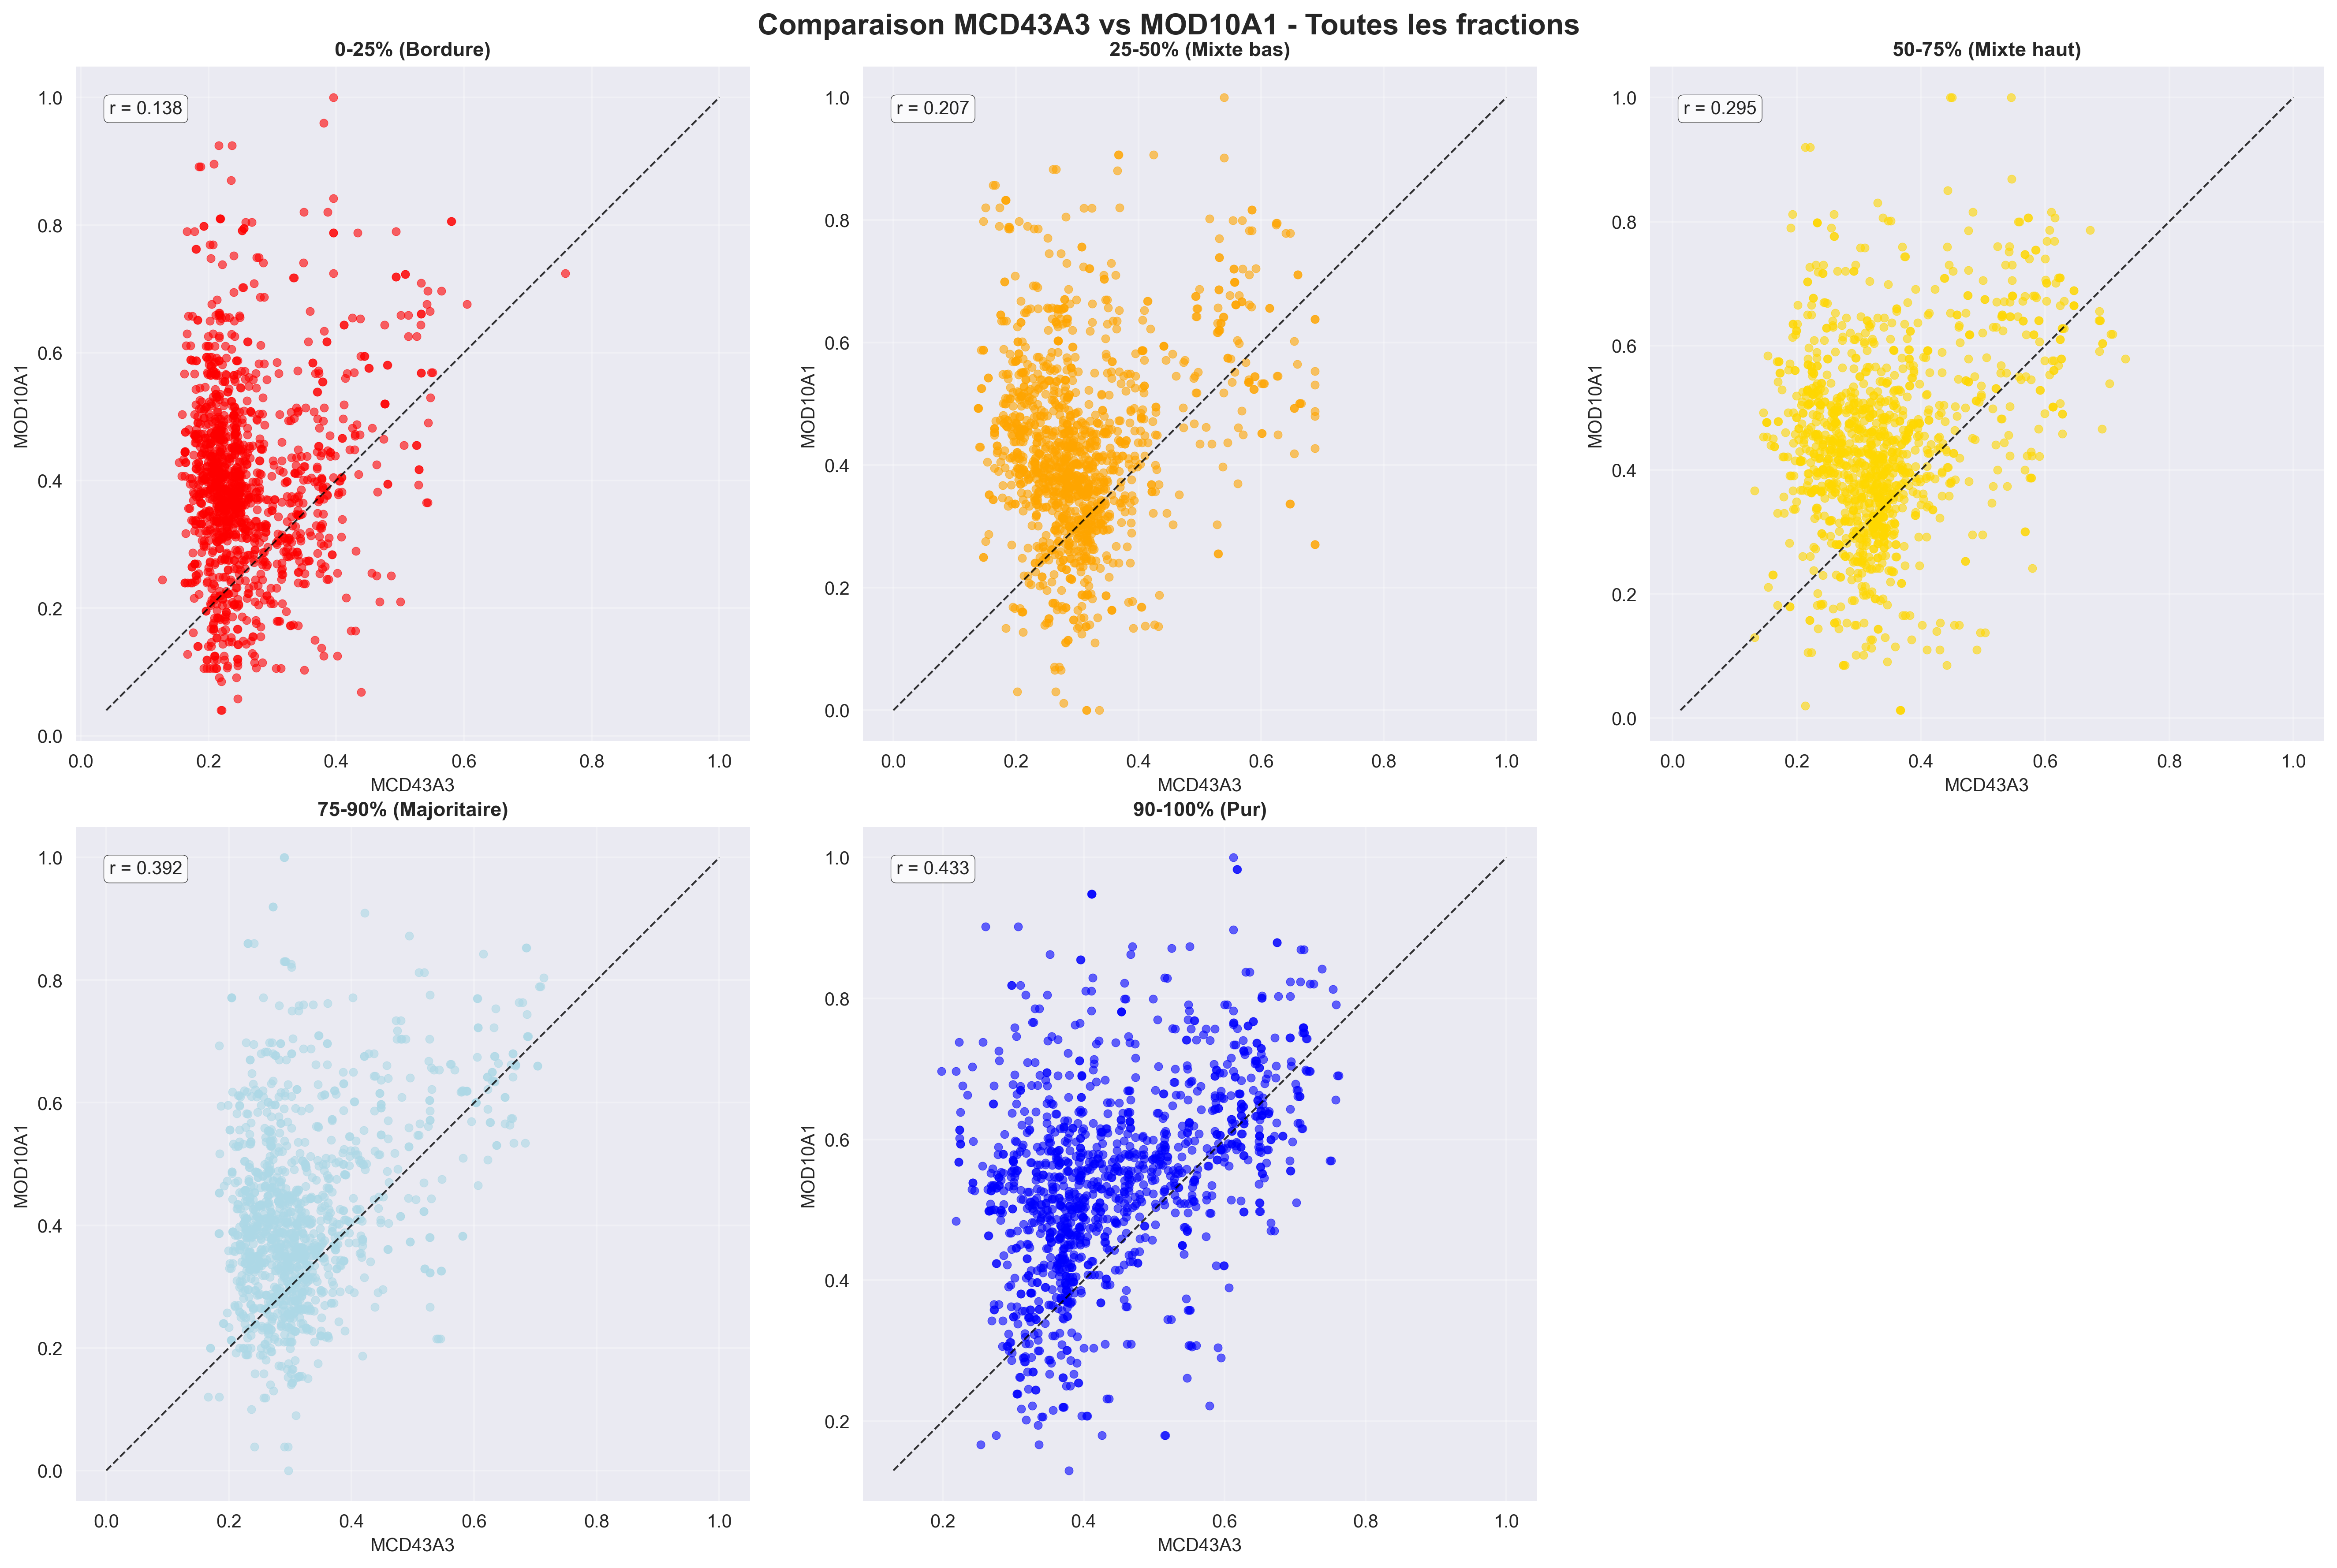 Comparaison MCD43A3 vs MOD10A1 - Toutes les fractions
0-25% (Bordure)
r = 0.138
MOD10A1
1.0
0.8
0.6
0.4
0.2
0.0
0.0 0.2 0.4 0.6 0.8 1.0
MCD43A3
25-50% (Mixte bas)
r = 0.207
MOD10A1
1.0
0.8
0.6
0.4
0.2
0.0
0.0 0.2 0.4 0.6 0.8 1.0
MCD43A3
50-75% (Mixte haut)
r = 0.295
MOD10A1
1.0
0.8
0.6
0.4
0.2
0.0
0.0 0.2 0.4 0.6 0.8 1.0
MCD43A3
75-90% (Majoritaire)
r = 0.392
MOD10A1
1.0
0.8
0.6
0.4
0.2
0.0
0.0 0.2 0.4 0.6 0.8 1.0
MCD43A3
90-100% (Pur)
r = 0.433
MOD10A1
1.0
0.8
0.6
0.4
0.2
0.2 0.4 0.6 0.8 1.0
MCD43A3